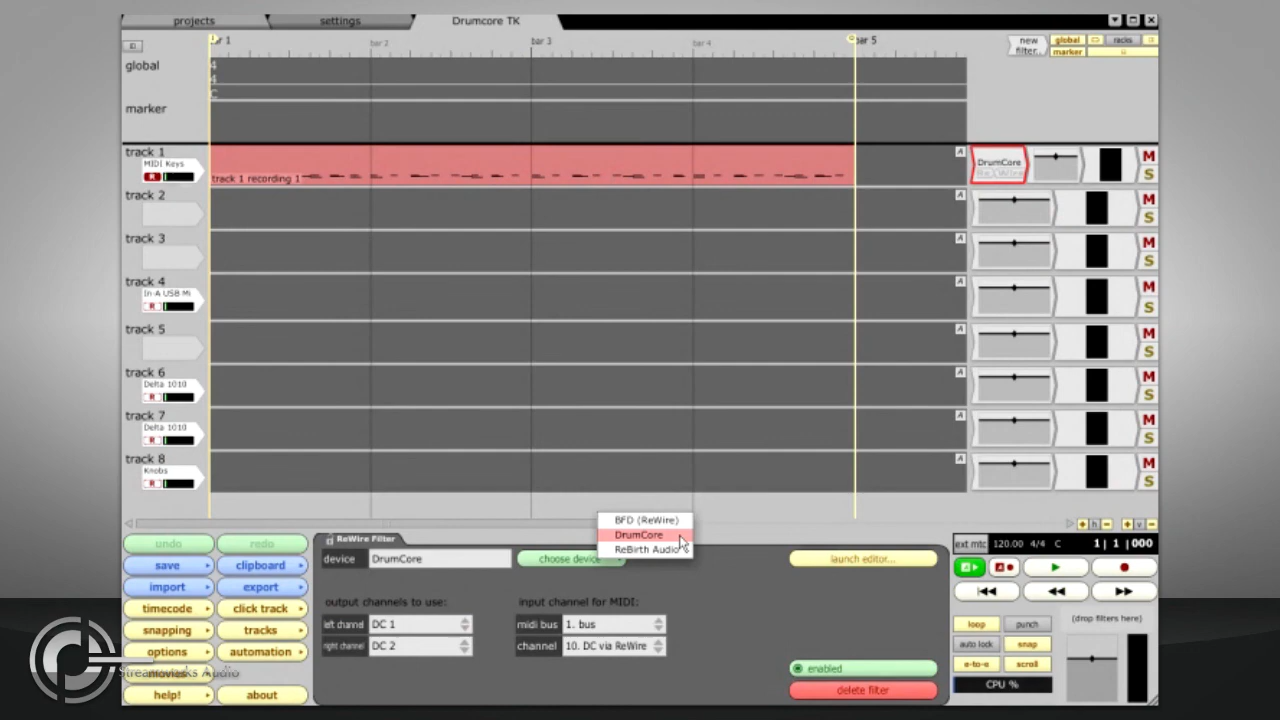 projects settings Drumcore TK
bar 2 bar 3 bar 4 bar 5
new filter..
global racks
marker
global 4
4
C
marker
track 1
MIDI Keys
R
track 1 recording 1
A
DrumCore
ReWire
M
S
track 2
A
M
S
track 3
A
M
S
track 4
In-A USB Mi
R
A
M
S
track 5
A
M
S
track 6
Delta 1010
R
A
M
S
track 7
Delta 1010
R
A
M
S
track 8
Knobs
R
A
M
S
h v
BFD (ReWire)
DrumCore
ReBirth Audio
undo redo
save clipboard
import export
timecode click track
snapping tracks
options automation
movies
help! about
Streamworks Audio
ReWire Filter
device DrumCore choose device launch editor...
output channels to use: input channel for MIDI:
left channel DC 1 midi bus 1. bus
right channel DC 2 channel 10. DC via ReWire
enabled
delete filter
ext mtc 120.00 4/4 C 1| 1 |000
A A
loop punch
auto lock snap
a-to-a scroll
CPU %
(drop filters here)